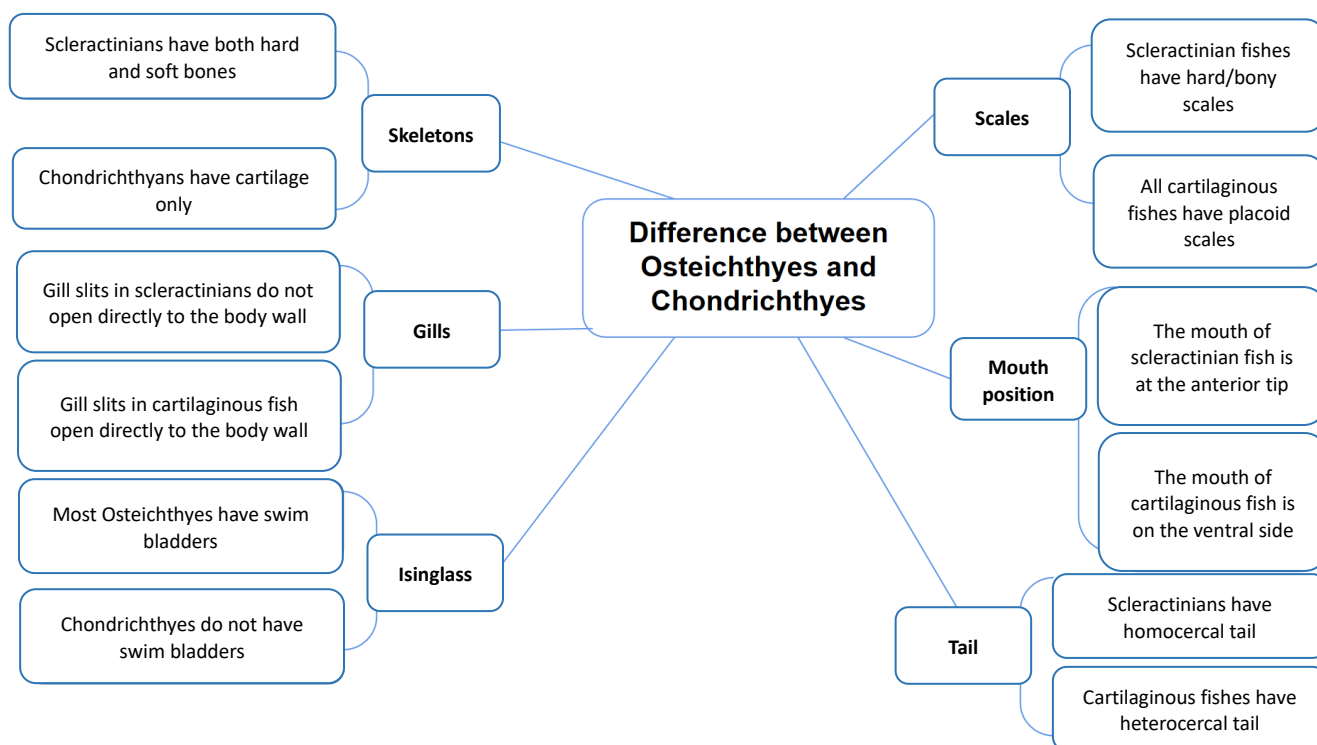 Difference between
Osteichthyes and
Chondrichthyes
Skeletons
Scleractinians have both hard
and soft bones
Chondrichthyans have cartilage
only
Gills
Gill slits in scleractinians do not
open directly to the body wall
Gill slits in cartilaginous fish
open directly to the body wall
Isinglass
Most Osteichthyes have swim
bladders
Chondrichthyes do not have
swim bladders
Scales
Scleractinian fishes
have hard/bony
scales
All cartilaginous
fishes have placoid
scales
Mouth
position
The mouth of
scleractinian fish is
at the anterior tip
The mouth of
cartilaginous fish is
on the ventral side
Tail
Scleractinians have
homocercal tail
Cartilaginous fishes have
heterocercal tail